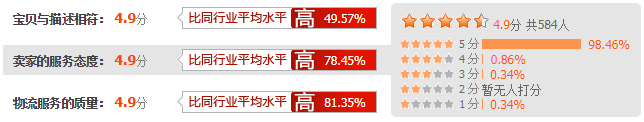 宝贝与描述相符： 4.9分 比同行业平均水平 高 49.57%
卖家的服务态度： 4.9分 比同行业平均水平 高 78.45%
物流服务的质量： 4.9分 比同行业平均水平 高 81.35%
4.9分 共584人
5 分 98.46%
4 分 0.86%
3 分 0.34%
2 分 暂无人打分
1 分 0.34%